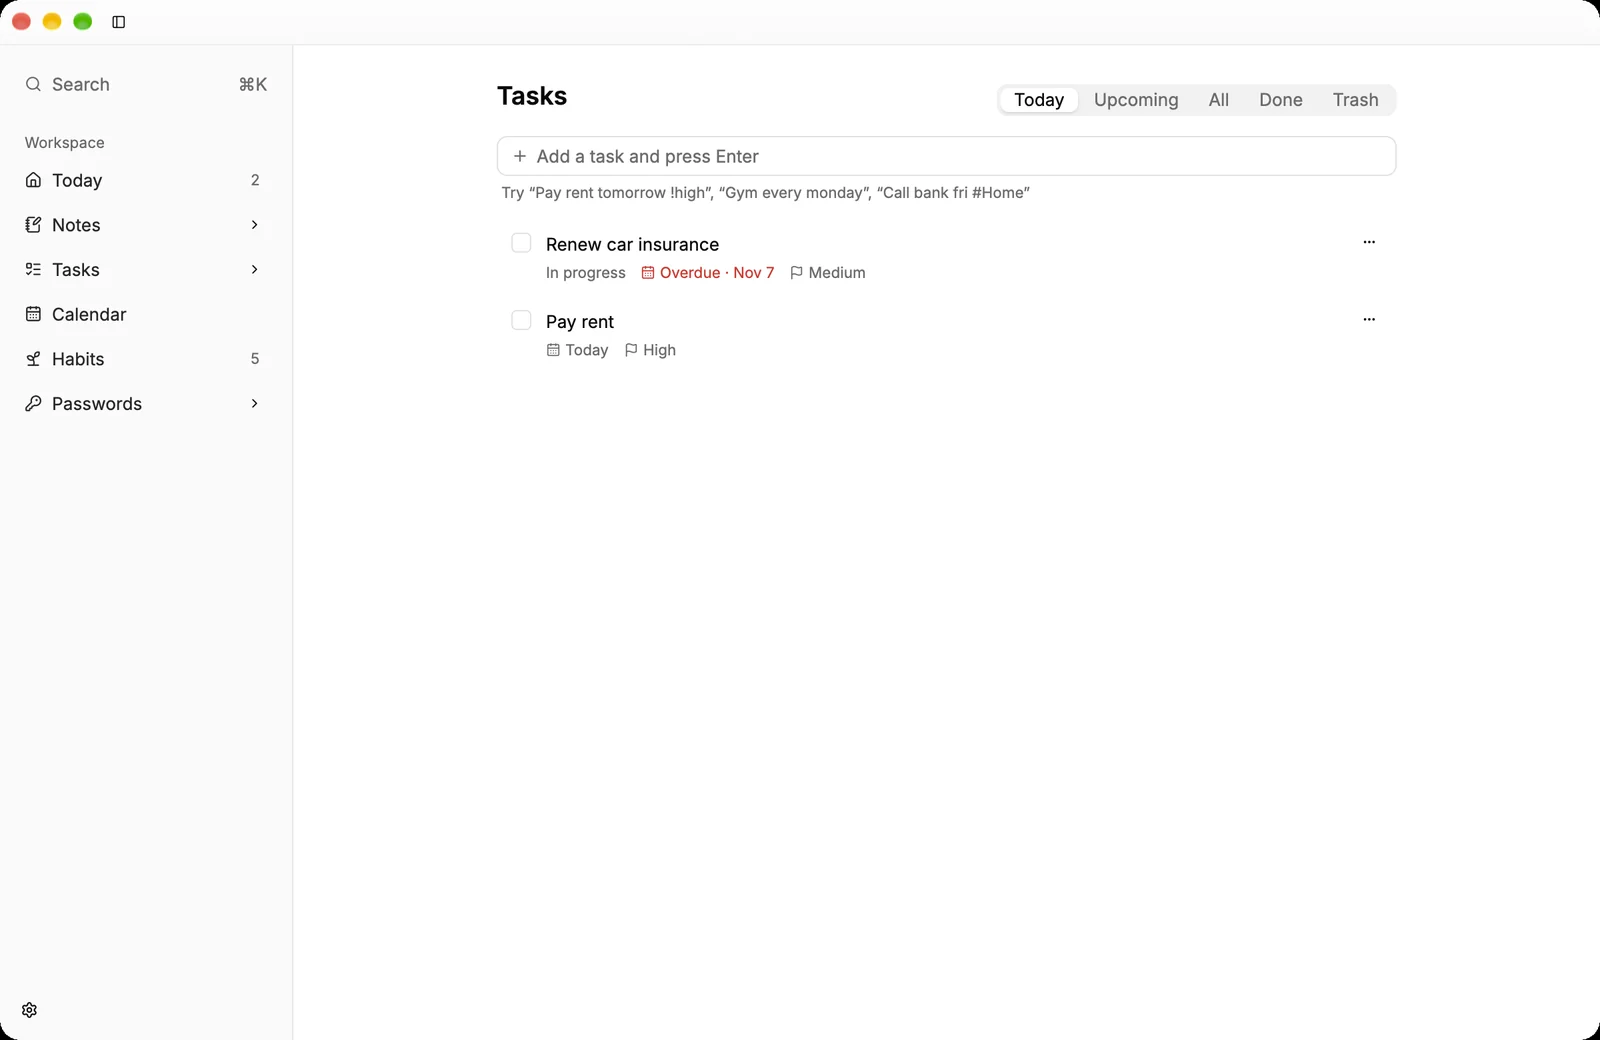 Search ⌘K
Workspace
Today 2
Notes
Tasks
Calendar
Habits 5
Passwords
Tasks
Today Upcoming All Done Trash
Add a task and press Enter
Try “Pay rent tomorrow !high”, “Gym every monday”, “Call bank fri #Home”
Renew car insurance
In progress Overdue · Nov 7 Medium
Pay rent
Today High